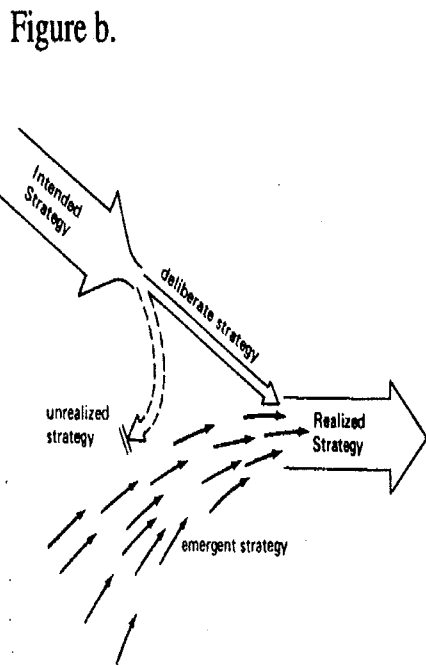 Figure b.
Intended
Strategy
deliberate strategy
unrealized
strategy
Realized
Strategy
emergent strategy